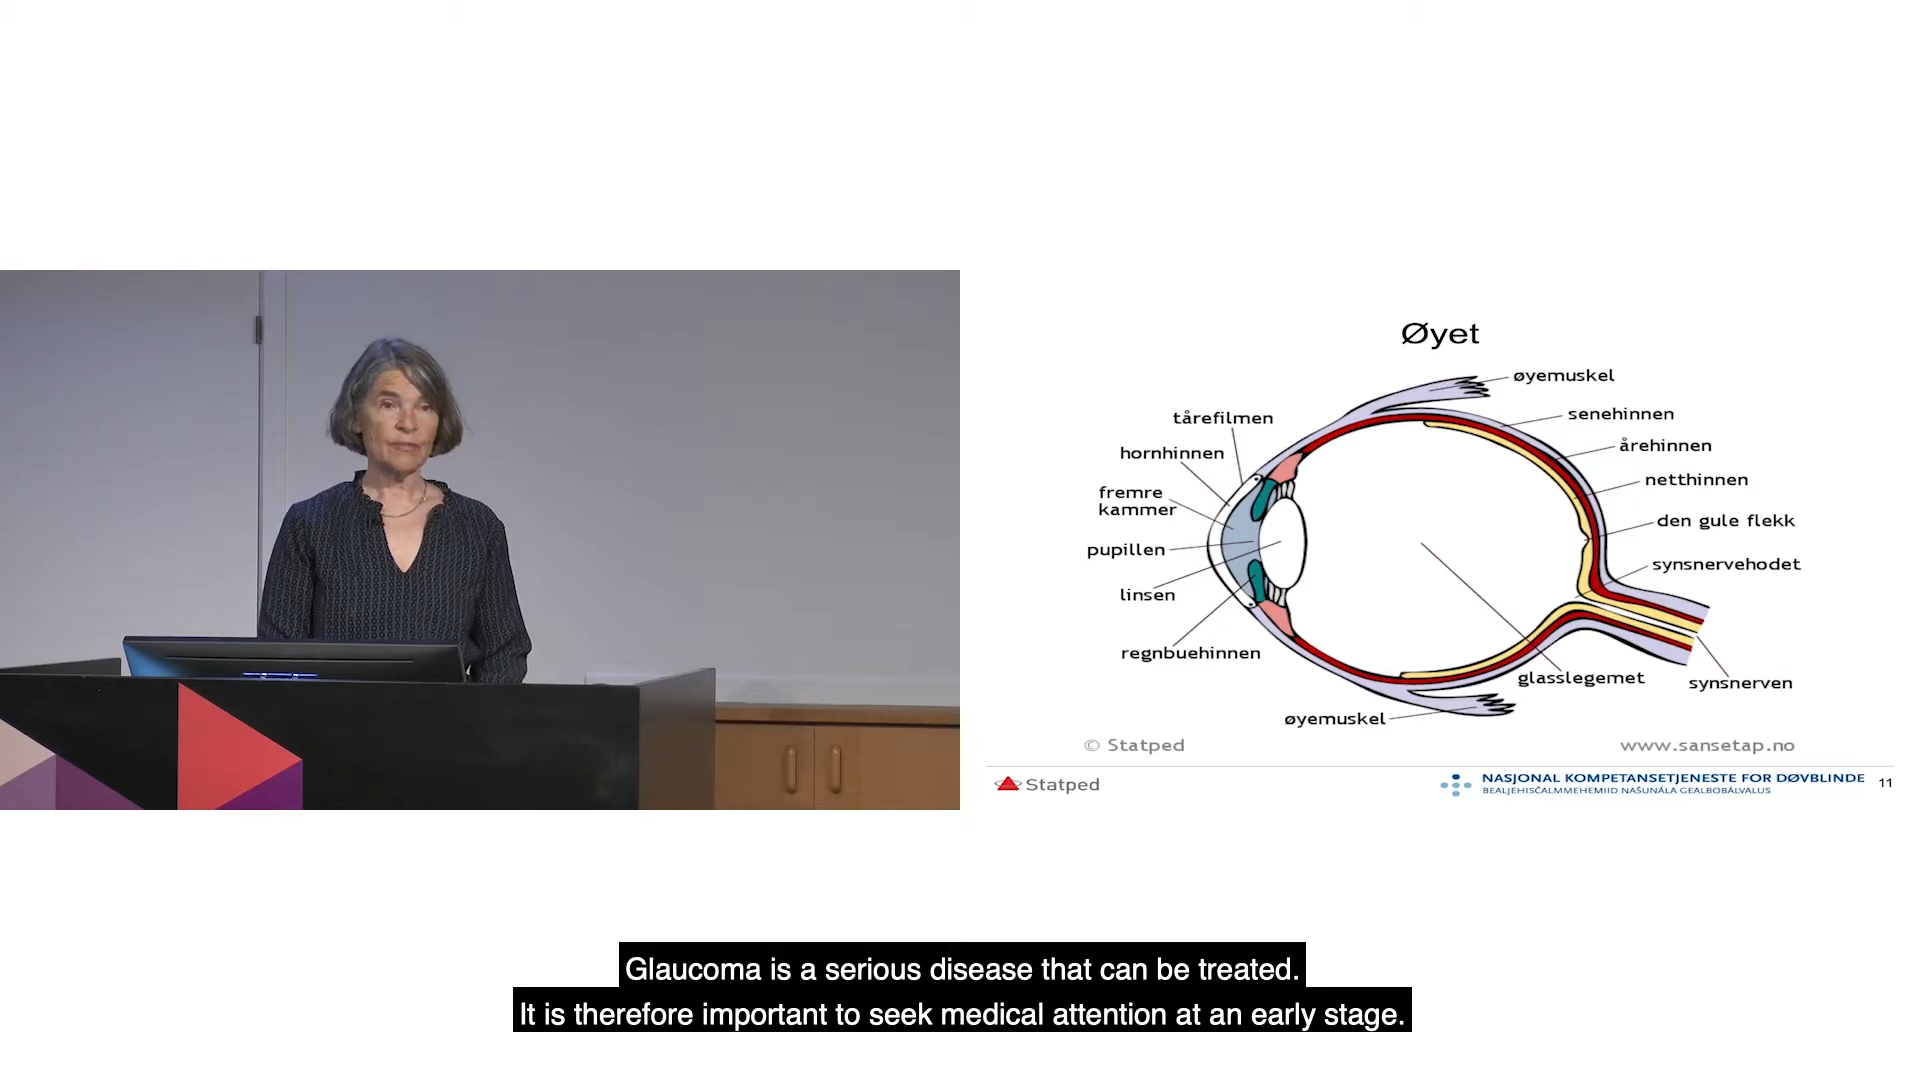 Øyet
øyemuskel
senehinnen
årehinnen
netthinnen
den gule flekk
synsnervehodet
synsnerven
glasslegemet
tårefilmen
hornhinnen
fremre
kammer
pupillen
linsen
regnbuehinnen
øyemuskel
© Statped
www.sansetap.no
Statped
NASJONAL KOMPETANSETJENESTE FOR DØVBLINDE
BEALJEHISČALMMEHEMIID NAŠUNÁLA GEALBOBÁLVALUS
11
Glaucoma is a serious disease that can be treated.
It is therefore important to seek medical attention at an early stage.